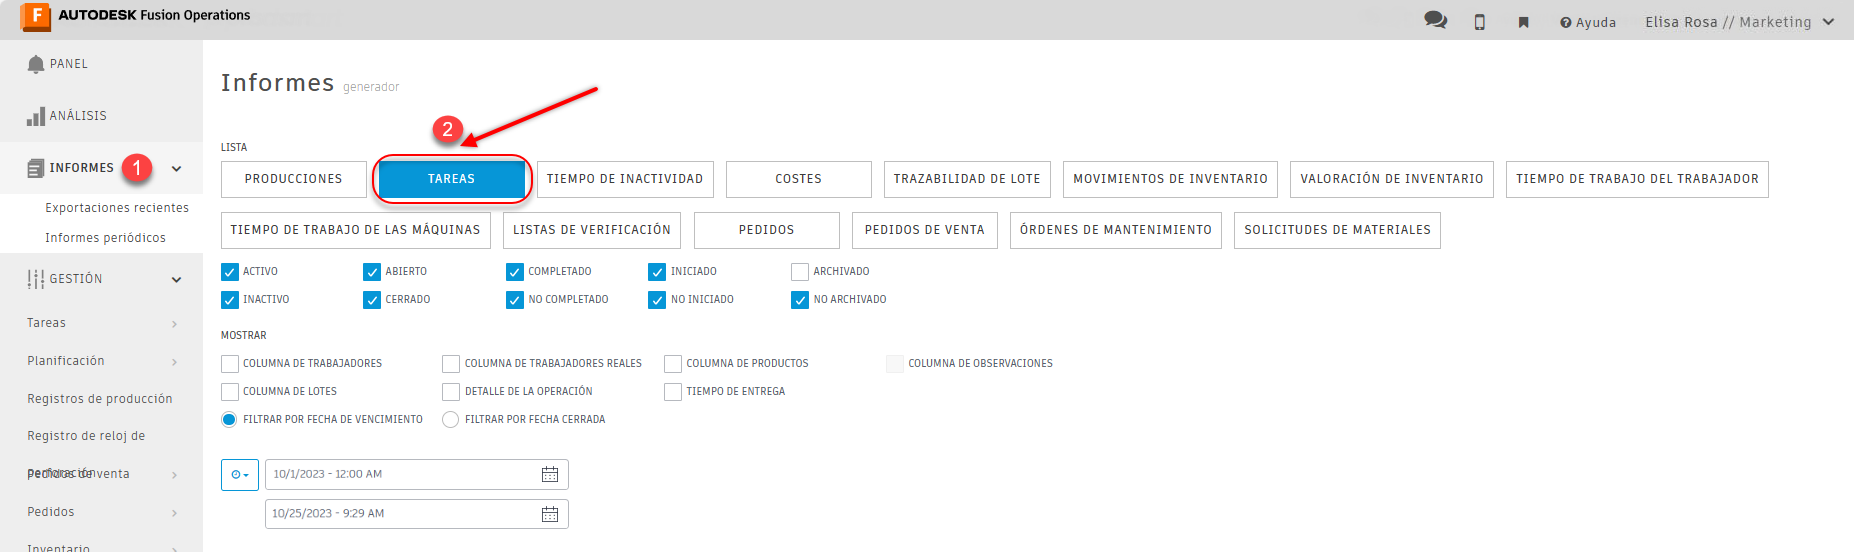 AUTODESK Fusion Operations
Ayuda
Elisa Rosa // Marketing
PANEL
ANÁLISIS
INFORMES 1
Exportaciones recientes
Informes periódicos
GESTIÓN
Tareas
Planificación
Registros de producción
Registro de reloj de
perforación
Pedidos de venta
Pedidos
Inventario
Informes generador
2
LISTA
PRODUCCIONES TAREAS TIEMPO DE INACTIVIDAD COSTES TRAZABILIDAD DE LOTE MOVIMIENTOS DE INVENTARIO VALORACIÓN DE INVENTARIO TIEMPO DE TRABAJO DEL TRABAJADOR
TIEMPO DE TRABAJO DE LAS MÁQUINAS LISTAS DE VERIFICACIÓN PEDIDOS PEDIDOS DE VENTA ÓRDENES DE MANTENIMIENTO SOLICITUDES DE MATERIALES
ACTIVO ABIERTO COMPLETADO INICIADO ARCHIVADO
INACTIVO CERRADO NO COMPLETADO NO INICIADO NO ARCHIVADO
MOSTRAR
COLUMNA DE TRABAJADORES COLUMNA DE TRABAJADORES REALES COLUMNA DE PRODUCTOS COLUMNA DE OBSERVACIONES
COLUMNA DE LOTES DETALLE DE LA OPERACIÓN TIEMPO DE ENTREGA
FILTRAR POR FECHA DE VENCIMIENTO FILTRAR POR FECHA CERRADA
10/1/2023 - 12:00 AM
10/25/2023 - 9:29 AM